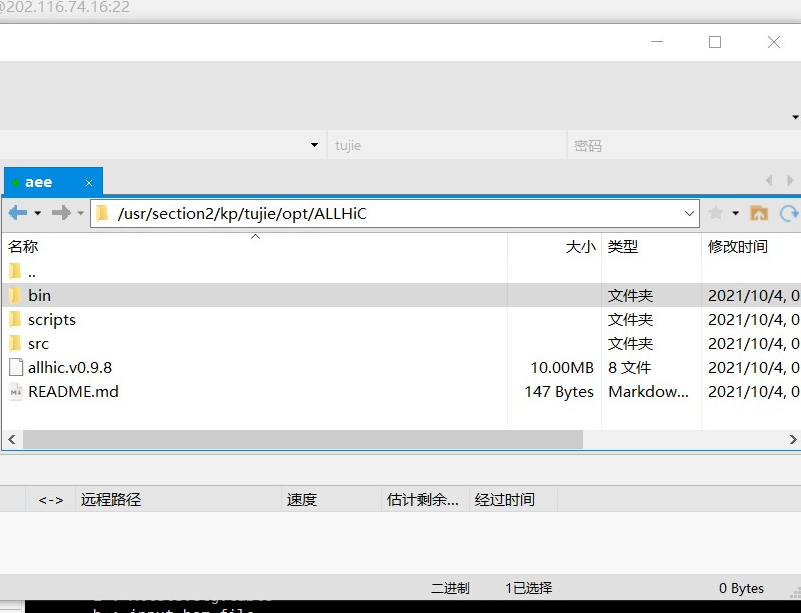 @202.116.74.16:22
tujie 密码
aee
/usr/section2/kp/tujie/opt/ALLHiC
名称 大小 类型 修改时间
..
bin 文件夹 2021/10/4, 0
scripts 文件夹 2021/10/4, 0
src 文件夹 2021/10/4, 0
allhic.v0.9.8 10.00MB 8 文件 2021/10/4, 0
README.md 147 Bytes Markdow... 2021/10/4, 0
<-> 远程路径 速度 估计剩余... 经过时间
二进制 1已选择 0 Bytes